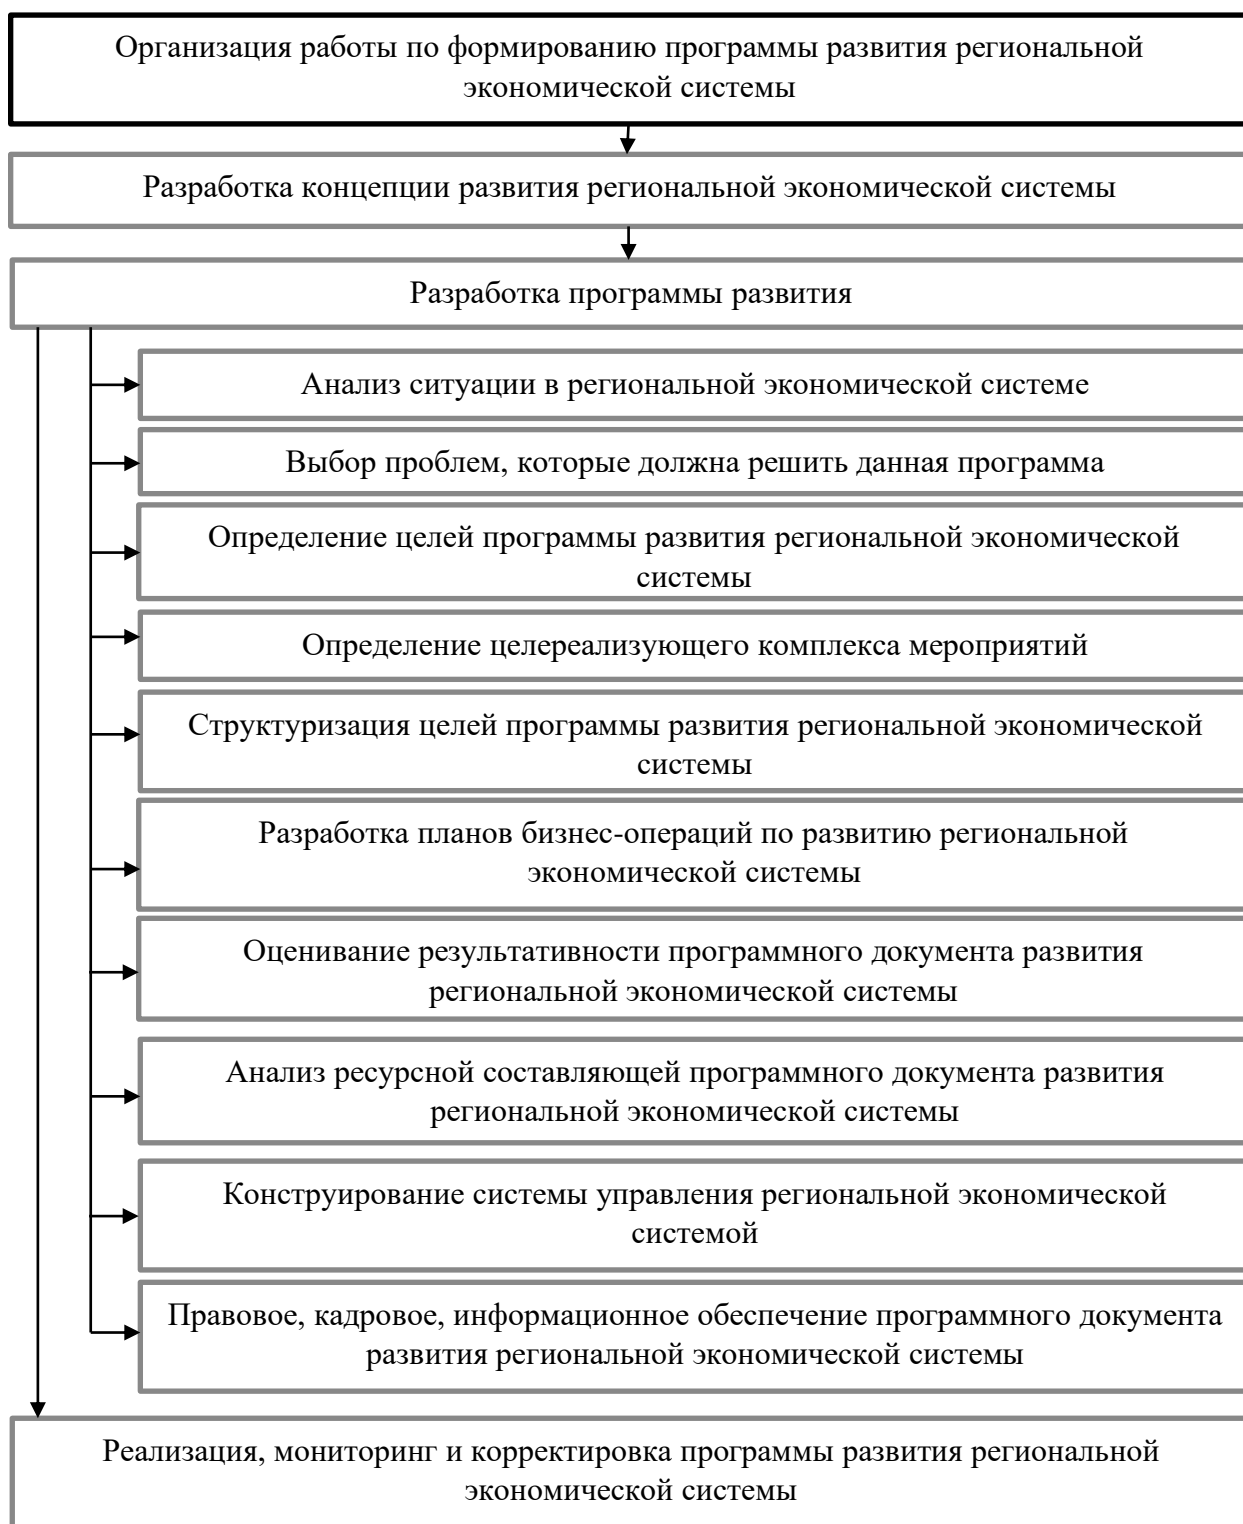 Организация работы по формированию программы развития региональной
экономической системы
Разработка концепции развития региональной экономической системы
Разработка программы развития
Анализ ситуации в региональной экономической системе
Выбор проблем, которые должна решить данная программа
Определение целей программы развития региональной экономической
системы
Определение целереализующего комплекса мероприятий
Структуризация целей программы развития региональной экономической
системы
Разработка планов бизнес-операций по развитию региональной
экономической системы
Оценивание результативности программного документа развития
региональной экономической системы
Анализ ресурсной составляющей программного документа развития
региональной экономической системы
Конструирование системы управления региональной экономической
системой
Правовое, кадровое, информационное обеспечение программного документа
развития региональной экономической системы
Реализация, мониторинг и корректировка программы развития региональной
экономической системы